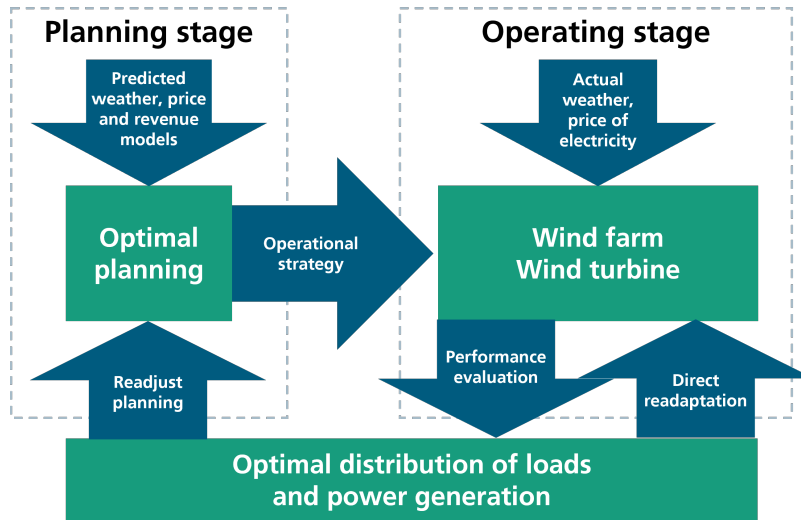 Planning stage
Operating stage
Predicted
weather, price
and revenue
models
Actual
weather,
price of
electricity
Optimal
planning
Operational
strategy
Wind farm
Wind turbine
Readjust
planning
Performance
evaluation
Direct
readaptation
Optimal distribution of loads
and power generation